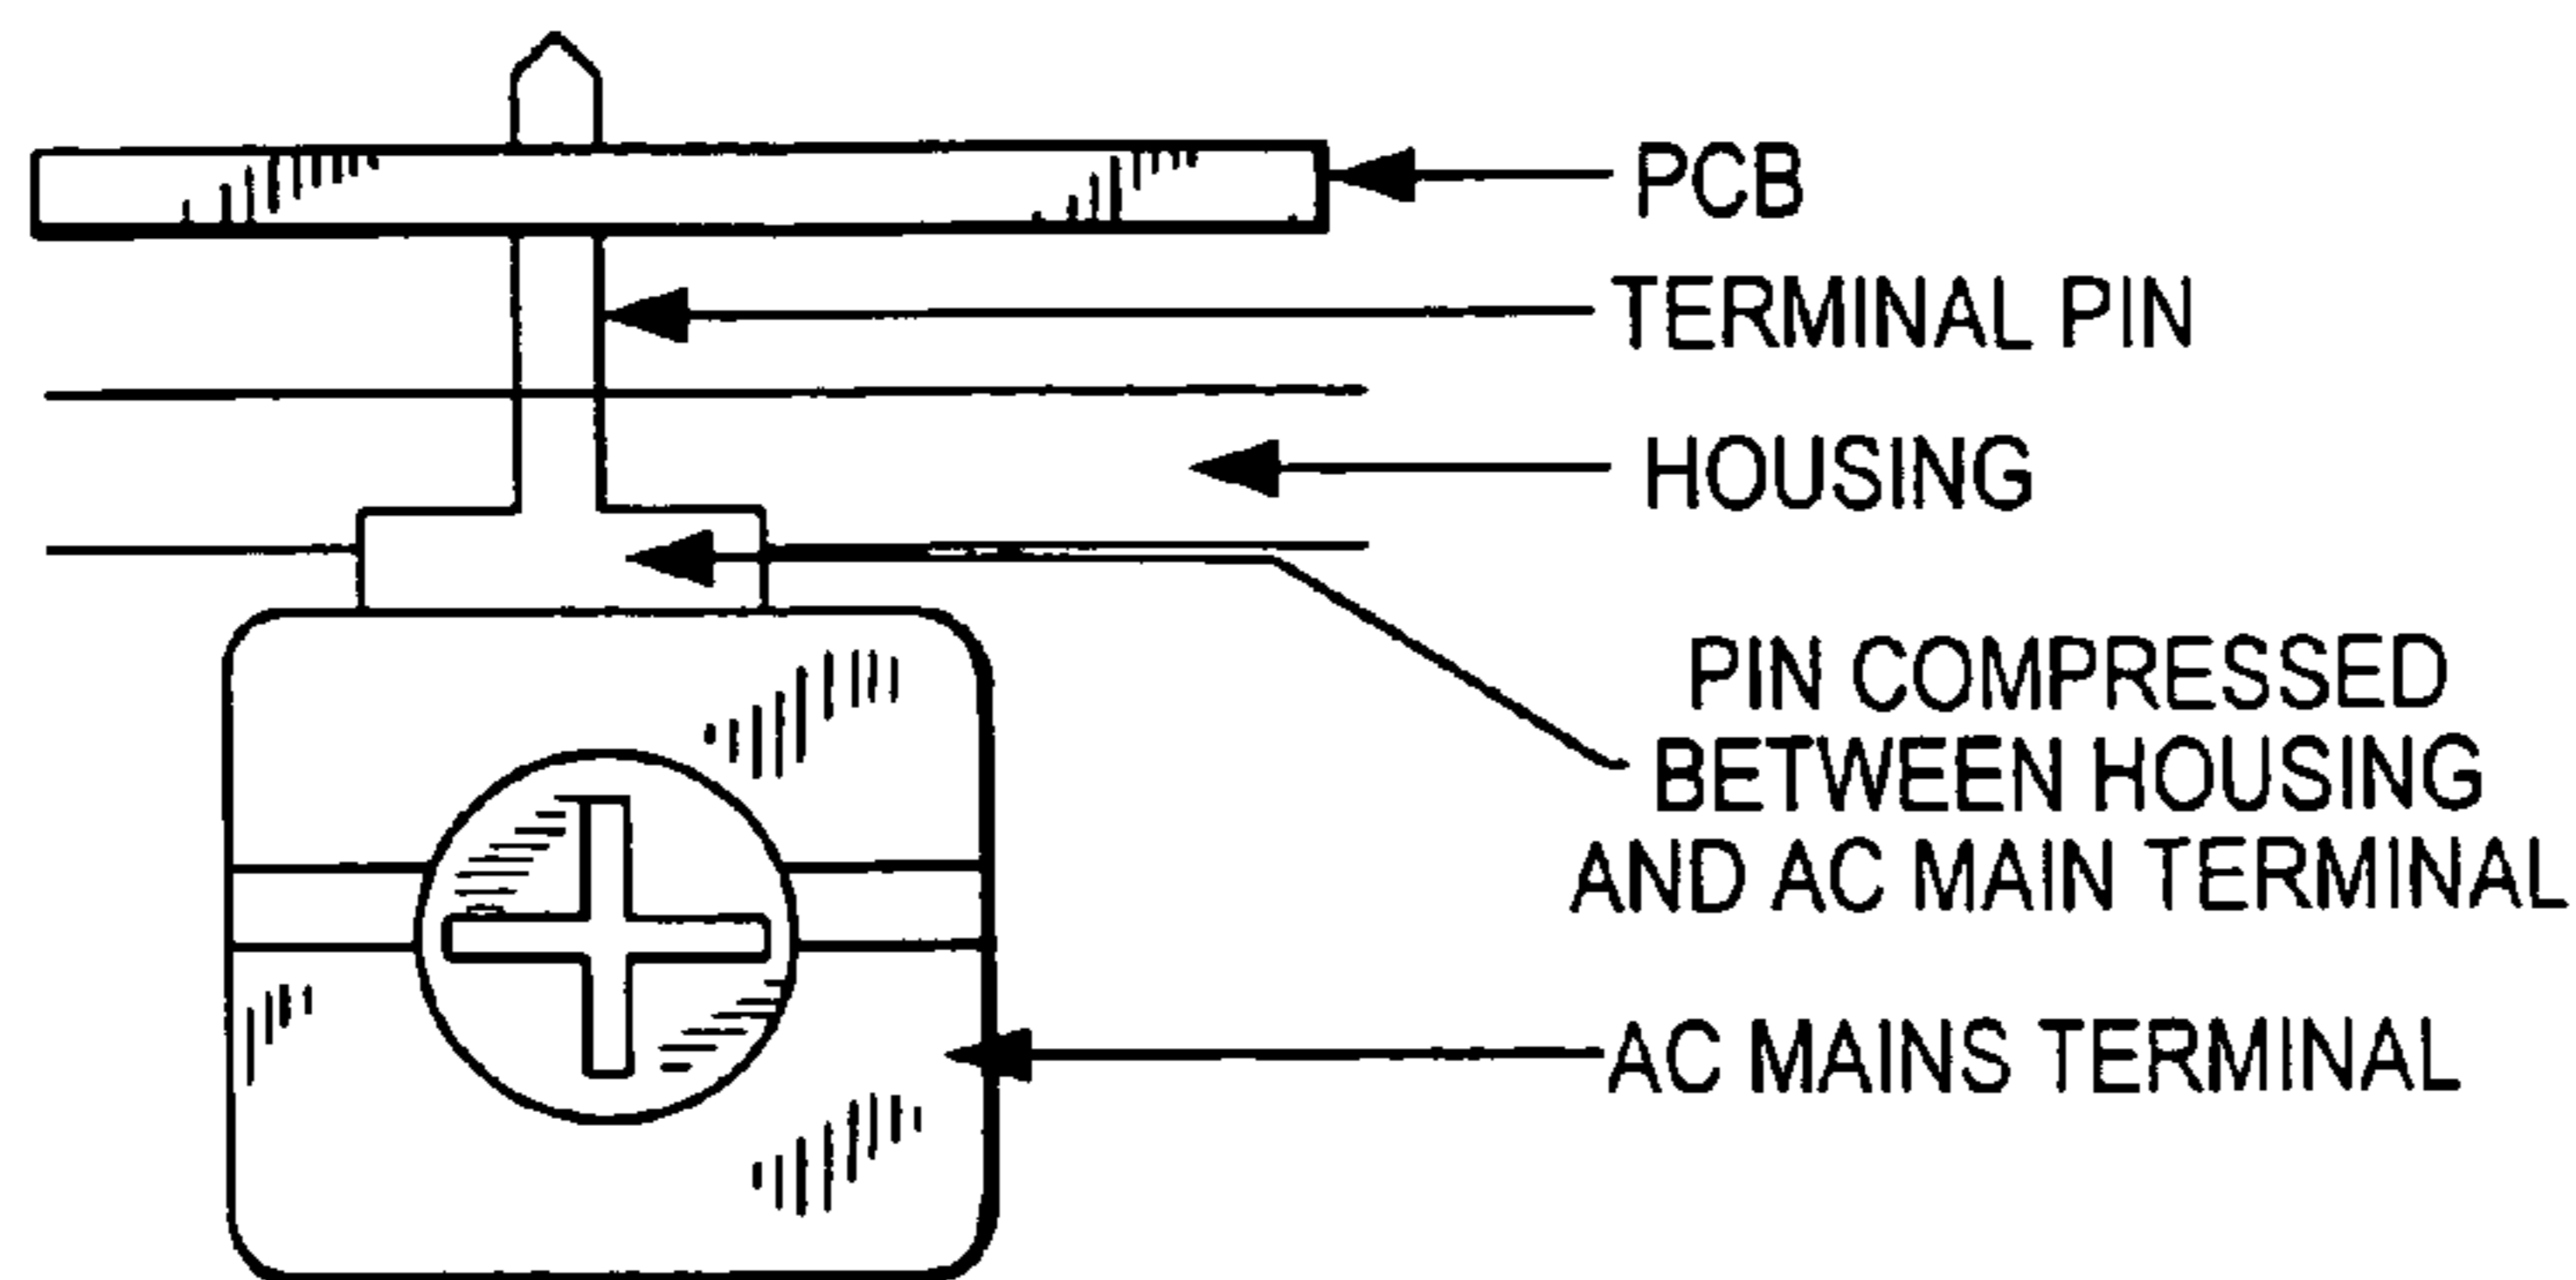 PCB
TERMINAL PIN
HOUSING
PIN COMPRESSED
BETWEEN HOUSING
AND AC MAIN TERMINAL
AC MAINS TERMINAL